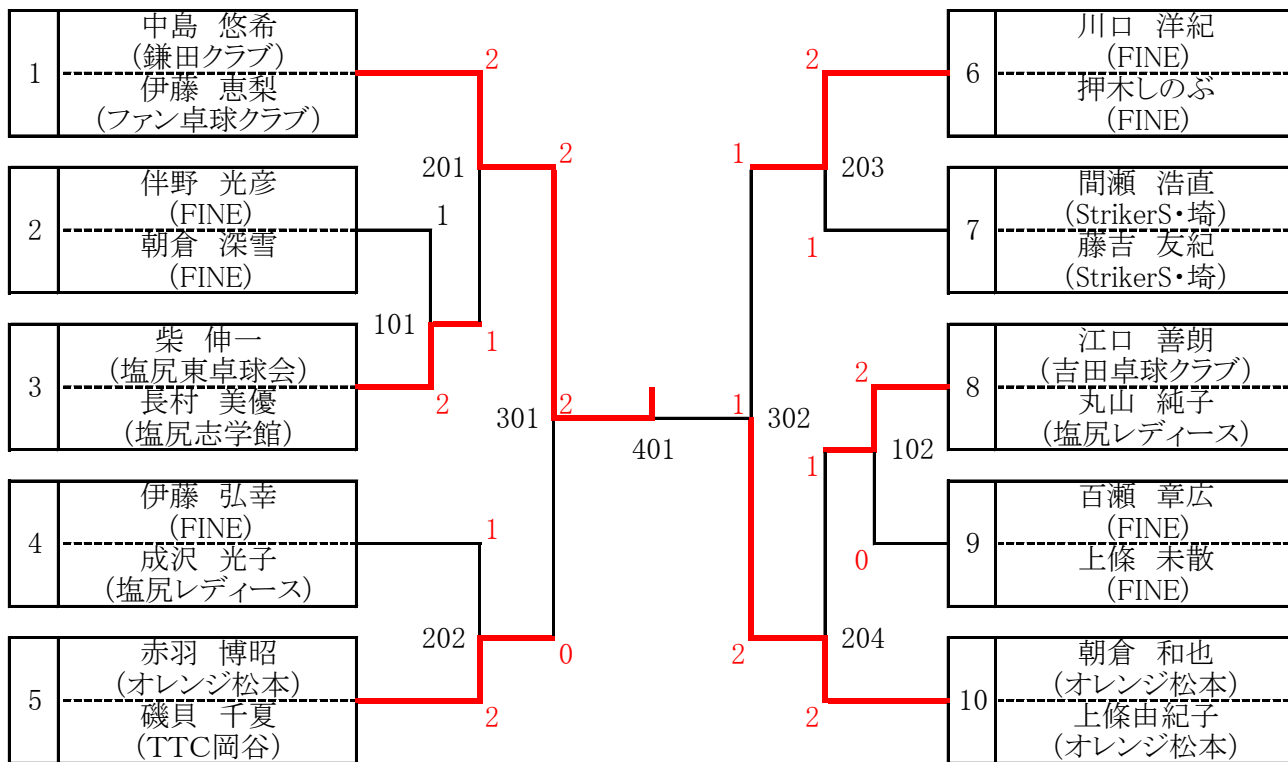 1
中島 悠希
(鎌田クラブ)
伊藤 恵梨
(ファン卓球クラブ)
2
伴野 光彦
(FINE)
朝倉 深雪
(FINE)
3
柴 伸一
(塩尻東卓球会)
長村 美優
(塩尻志学館)
4
伊藤 弘幸
(FINE)
成沢 光子
(塩尻レディース)
5
赤羽 博昭
(オレンジ松本)
磯貝 千夏
(TTC岡谷)
2
201
2
1
101
1
2
301
2
1
202
0
2
401
2
1
203
1
1
302
2
1
102
0
2
204
2
6
川口 洋紀
(FINE)
押木しのぶ
(FINE)
7
間瀬 浩直
(StrikerS・埼)
藤吉 友紀
(StrikerS・埼)
8
江口 善朗
(吉田卓球クラブ)
丸山 純子
(塩尻レディース)
9
百瀬 章広
(FINE)
上條 未散
(FINE)
10
朝倉 和也
(オレンジ松本)
上條由紀子
(オレンジ松本)